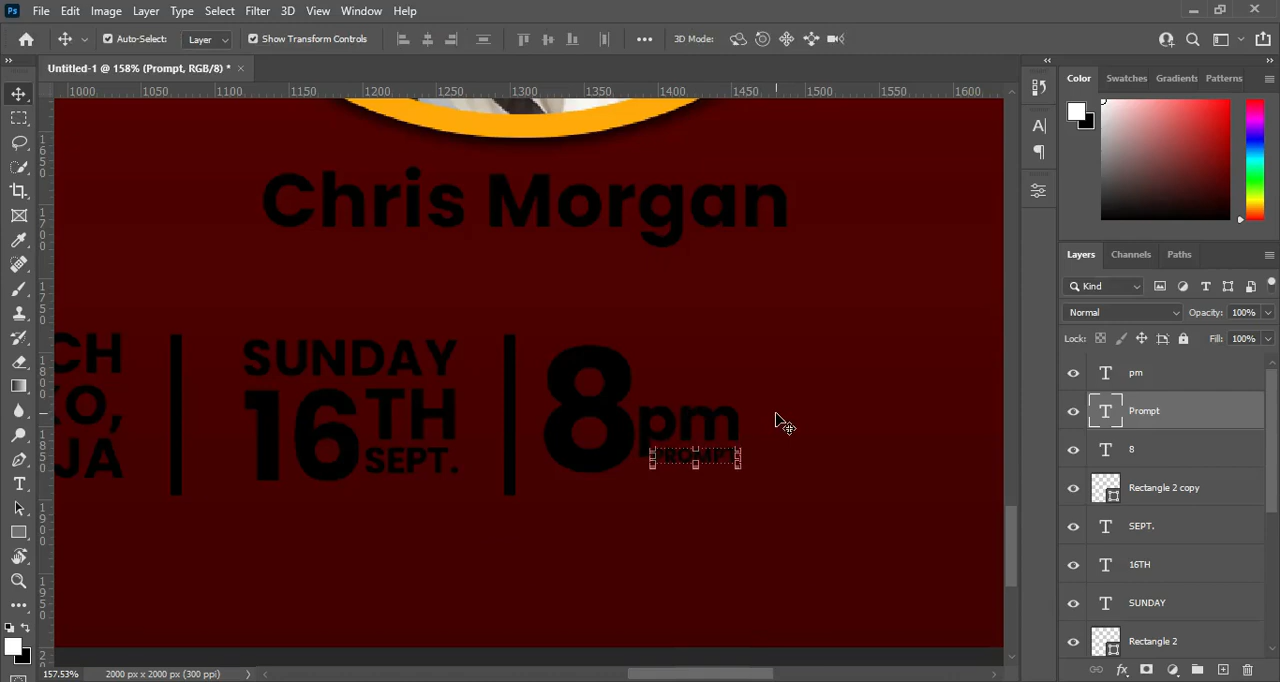 File Edit Image Layer Type Select Filter 3D View Window Help
Auto-Select: Layer Show Transform Controls 3D Mode:
Untitled-1 @ 158% (Prompt, RGB/8) *
1000 1050 1100 1150 1200 1250 1300 1350 1400 1450 1500 1550 1600
Chris Morgan
CH
KO,
JA
SUNDAY
16TH
SEPT.
8pm
PROMPT
157.53% 2000 px x 2000 px (300 ppi)
Color Swatches Gradients Patterns
Layers Channels Paths
Kind
Normal Opacity: 100%
Lock: Fill: 100%
pm
Prompt
8
Rectangle 2 copy
SEPT.
16TH
SUNDAY
Rectangle 2